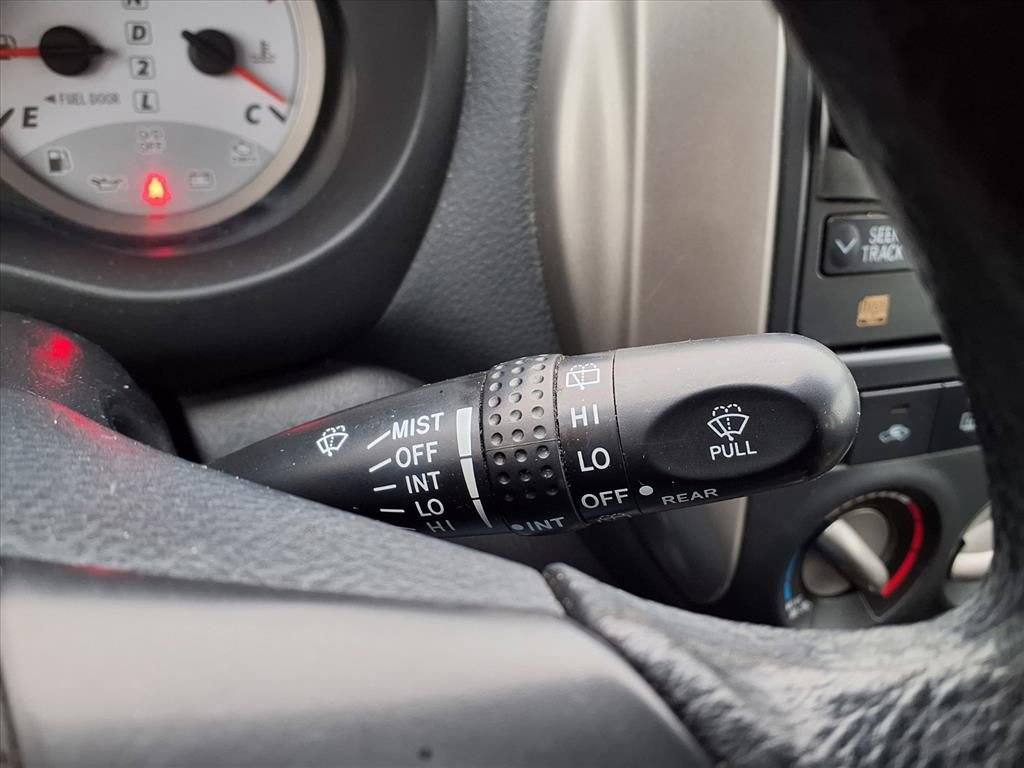 D
2
L
◄ FUEL DOOR
E
C
SEEK
TRACK
MIST
OFF
INT
LO
HI
HI
LO
OFF
INT
REAR
PULL